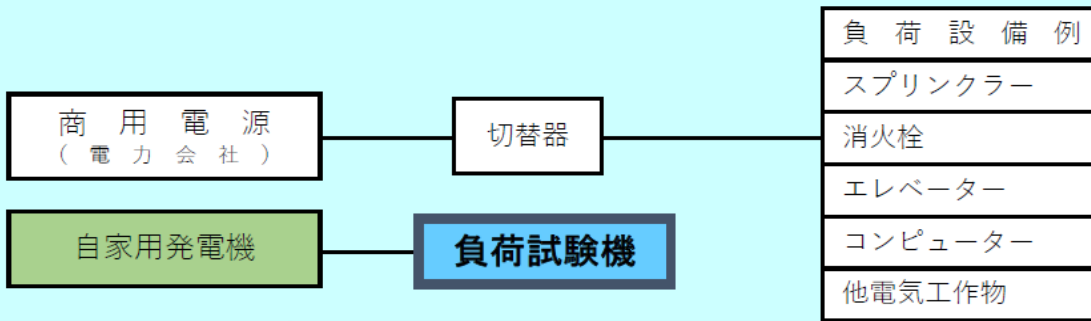 負荷設備例
スプリンクラー
商用電源
(電力会社)
切替器
消火栓
エレベーター
自家用発電機
負荷試験機
コンピューター
他電気工作物